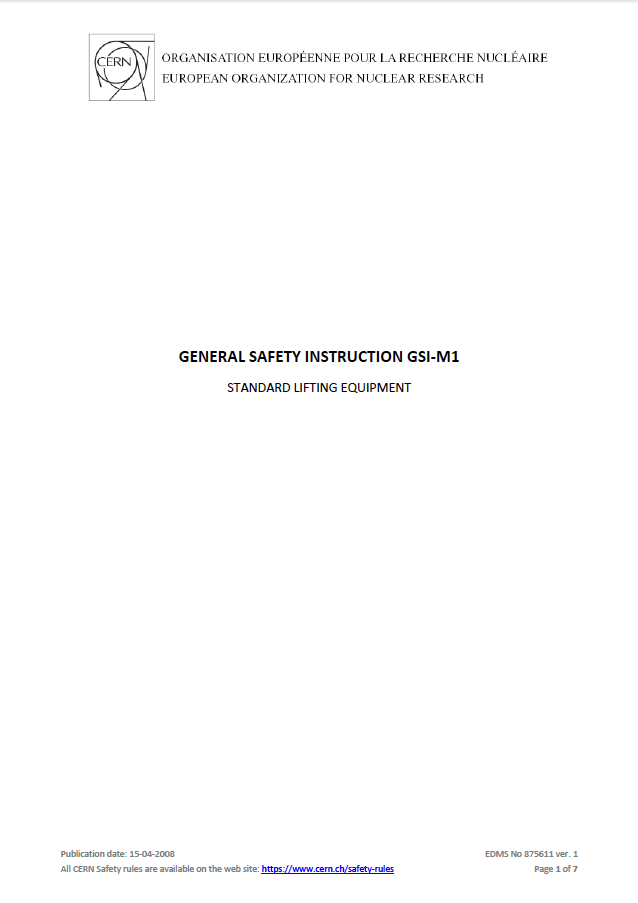 CERN
ORGANISATION EUROPÉENNE POUR LA RECHERCHE NUCLÉAIRE
EUROPEAN ORGANIZATION FOR NUCLEAR RESEARCH
GENERAL SAFETY INSTRUCTION GSI-M1
STANDARD LIFTING EQUIPMENT
Publication date: 15-04-2008 EDMS No 875611 ver. 1
All CERN Safety rules are available on the web site: https://www.cern.ch/safety-rules Page 1 of 7